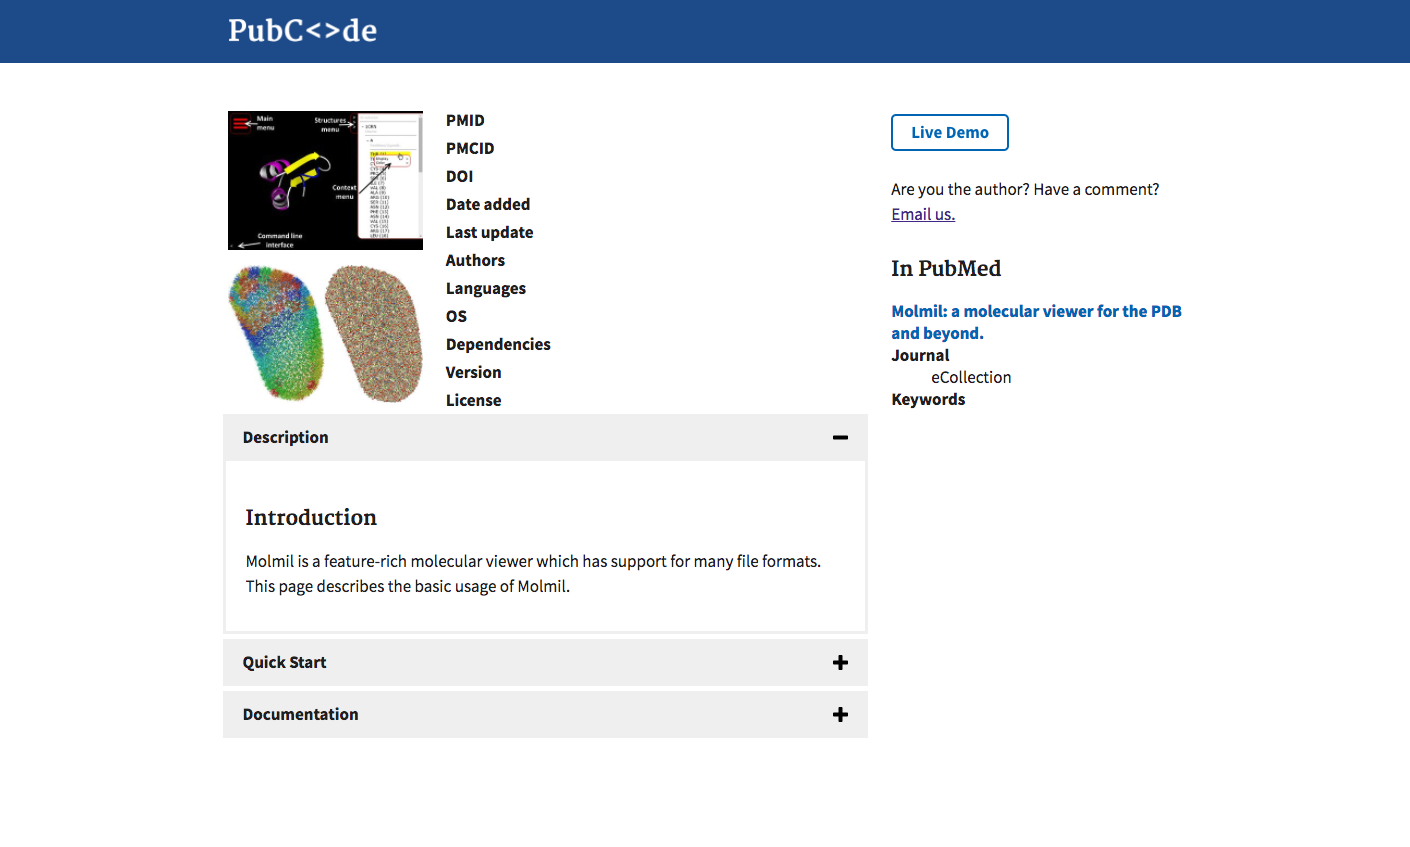 PubC<>de
Main
menu
Structures
menu
Context
menu
Command line
interface
PMID
PMCID
DOI
Date added
Last update
Authors
Languages
OS
Dependencies
Version
License
Description
Introduction
Molmil is a feature-rich molecular viewer which has support for many file formats.
This page describes the basic usage of Molmil.
Quick Start
Documentation
Live Demo
Are you the author? Have a comment?
Email us.
In PubMed
Molmil: a molecular viewer for the PDB
and beyond.
Journal
eCollection
Keywords